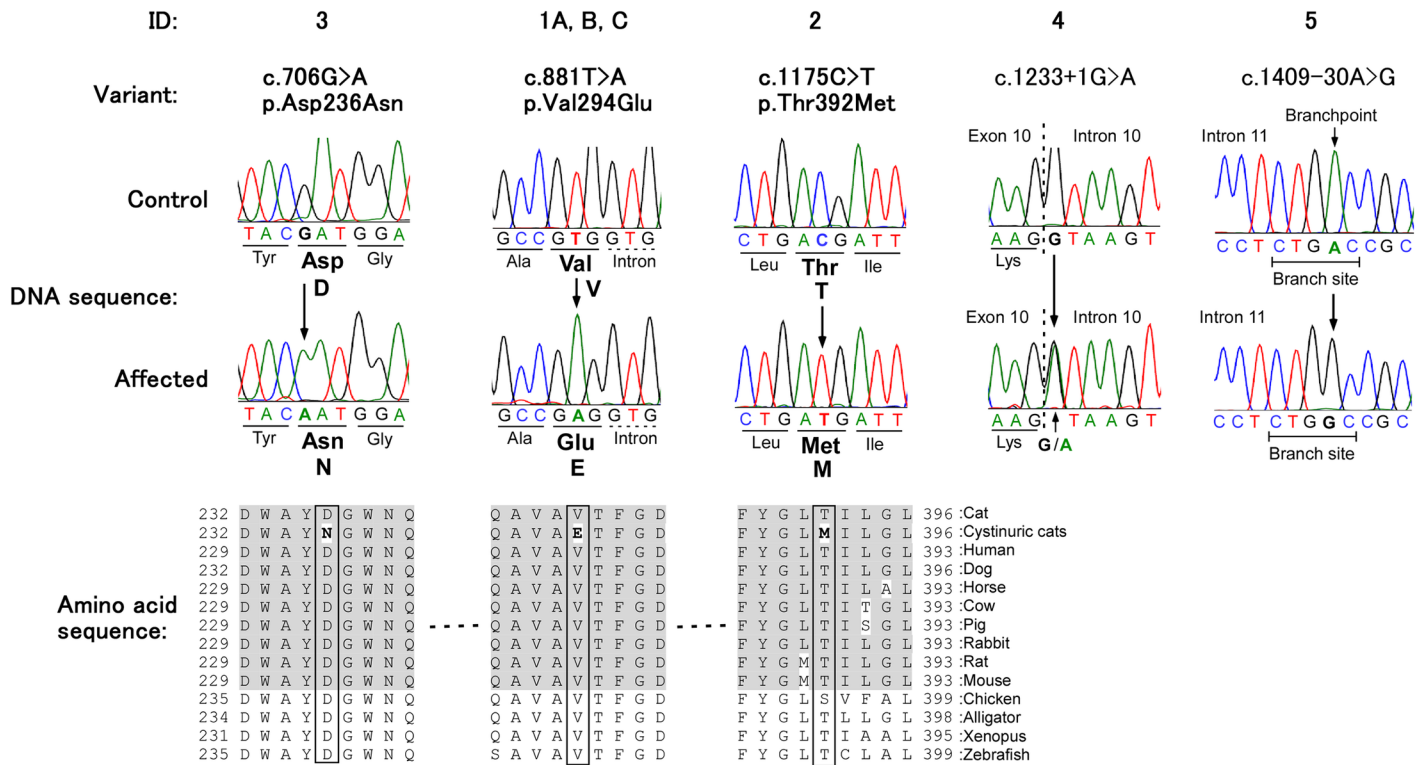 ID: 3 1A, B, C 2 4 5
Variant: c.706G>A c.881T>A c.1175C>T c.1233+1G>A c.1409-30A>G
p.Asp236Asn p.Val294Glu p.Thr392Met
Branchpoint
Exon 10 Intron 10 Intron 11
Control
T A C G A T G G A G C C G T G G T G C T G A C G A T T A A G G T A A G T C C T C T G A C C G C
Tyr Asp Gly Ala Val Intron Leu Thr Ile Lys Branch site
D V T
DNA sequence:
Exon 10 Intron 10 Intron 11
Affected
T A C A A T G G A G C C G A G G T G C T G A T G A T T A A G T A A G T C C T C T G G C C G C
Tyr Asn Gly Ala Glu Intron Leu Met Ile Lys G/A Branch site
N E M
Amino acid
sequence:
232 D W A Y D G W N Q Q A V A V T F G D F Y G L T I L G L 396 :Cat
232 D W A Y N G W N Q Q A V A E T F G D F Y G L M I L G L 396 :Cystinuric cats
229 D W A Y D G W N Q Q A V A V T F G D F Y G L T I L G L 393 :Human
232 D W A Y D G W N Q Q A V A V T F G D F Y G L T I L G L 396 :Dog
229 D W A Y D G W N Q Q A V A V T F G D F Y G L T I L A L 393 :Horse
229 D W A Y D G W N Q Q A V A V T F G D F Y G L T I T G L 393 :Cow
229 D W A Y D G W N Q Q A V A V T F G D F Y G L T I S G L 393 :Pig
229 D W A Y D G W N Q Q A V A V T F G D F Y G L T I L G L 393 :Rabbit
229 D W A Y D G W N Q Q A V A V T F G D F Y G M T I L G L 393 :Rat
229 D W A Y D G W N Q Q A V A V T F G D F Y G M T I L G L 393 :Mouse
235 D W A Y D G W N Q Q A V A V T F G D F Y G L S V F A L 399 :Chicken
234 D W A Y D G W N Q Q A V A V T F G D F Y G L T L L G L 398 :Alligator
231 D W A Y D G W N Q Q A V A V T F G D F Y G L T I A A L 395 :Xenopus
235 D W A Y D G W N Q S A V A V T F G D F Y G L T C L A L 399 :Zebrafish